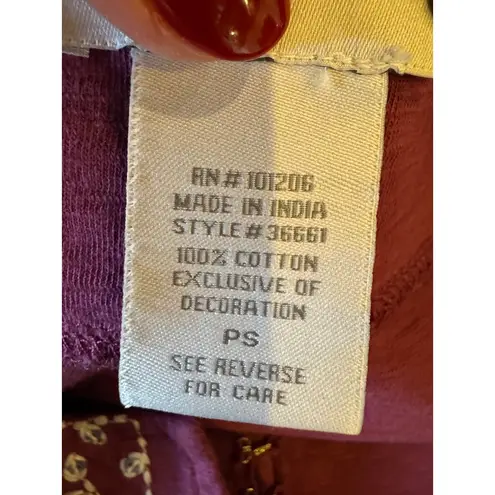 RN# 101206
MADE IN INDIA
STYLE# 36661
100% COTTON
EXCLUSIVE OF
DECORATION
PS
SEE REVERSE
FOR CARE